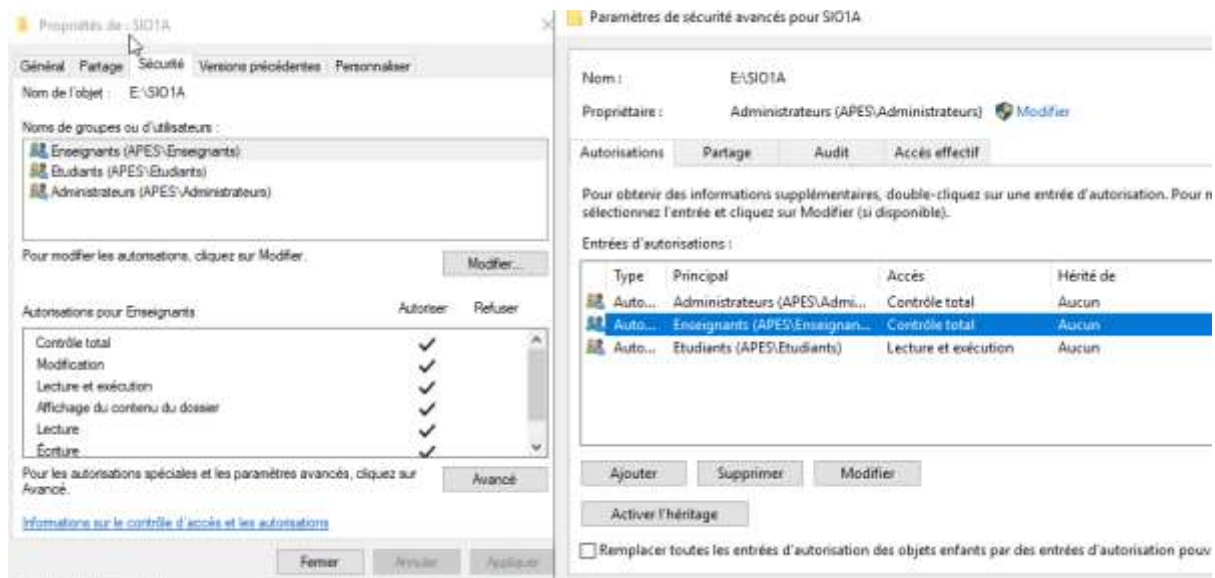 Propriétés de : SIO1A
Général Partage Sécurité Versions précédentes Personnaliser
Nom de l'objet : E:\SIO1A
Noms de groupes ou d'utilisateurs :
Enseignants (APES\Enseignants)
Etudiants (APES\Etudiants)
Administrateurs (APES\Administrateurs)
Pour modifier les autorisations, cliquez sur Modifier.
Modifier...
Autorisations pour Enseignants Autoriser Refuser
Contrôle total
Modification
Lecture et exécution
Affichage du contenu du dossier
Lecture
Écriture
Pour les autorisations spéciales et les paramètres avancés, cliquez sur
Avancé.
Avancé
Informations sur le contrôle d'accès et les autorisations
Fermer Annuler Appliquer
Paramètres de sécurité avancés pour SIO1A
Nom : E:\SIO1A
Propriétaire : Administrateurs (APES\Administrateurs) Modifier
Autorisations Partage Audit Accès effectif
Pour obtenir des informations supplémentaires, double-cliquez sur une entrée d'autorisation. Pour m
sélectionnez l'entrée et cliquez sur Modifier (si disponible).
Entrées d'autorisations :
Type Principal Accès Hérité de
Auto... Administrateurs (APES\Admi... Contrôle total Aucun
Auto... Enseignants (APES\Enseignan... Contrôle total Aucun
Auto... Etudiants (APES\Etudiants) Lecture et exécution Aucun
Ajouter Supprimer Modifier
Activer l'héritage
Remplacer toutes les entrées d'autorisation des objets enfants par des entrées d'autorisation pouv